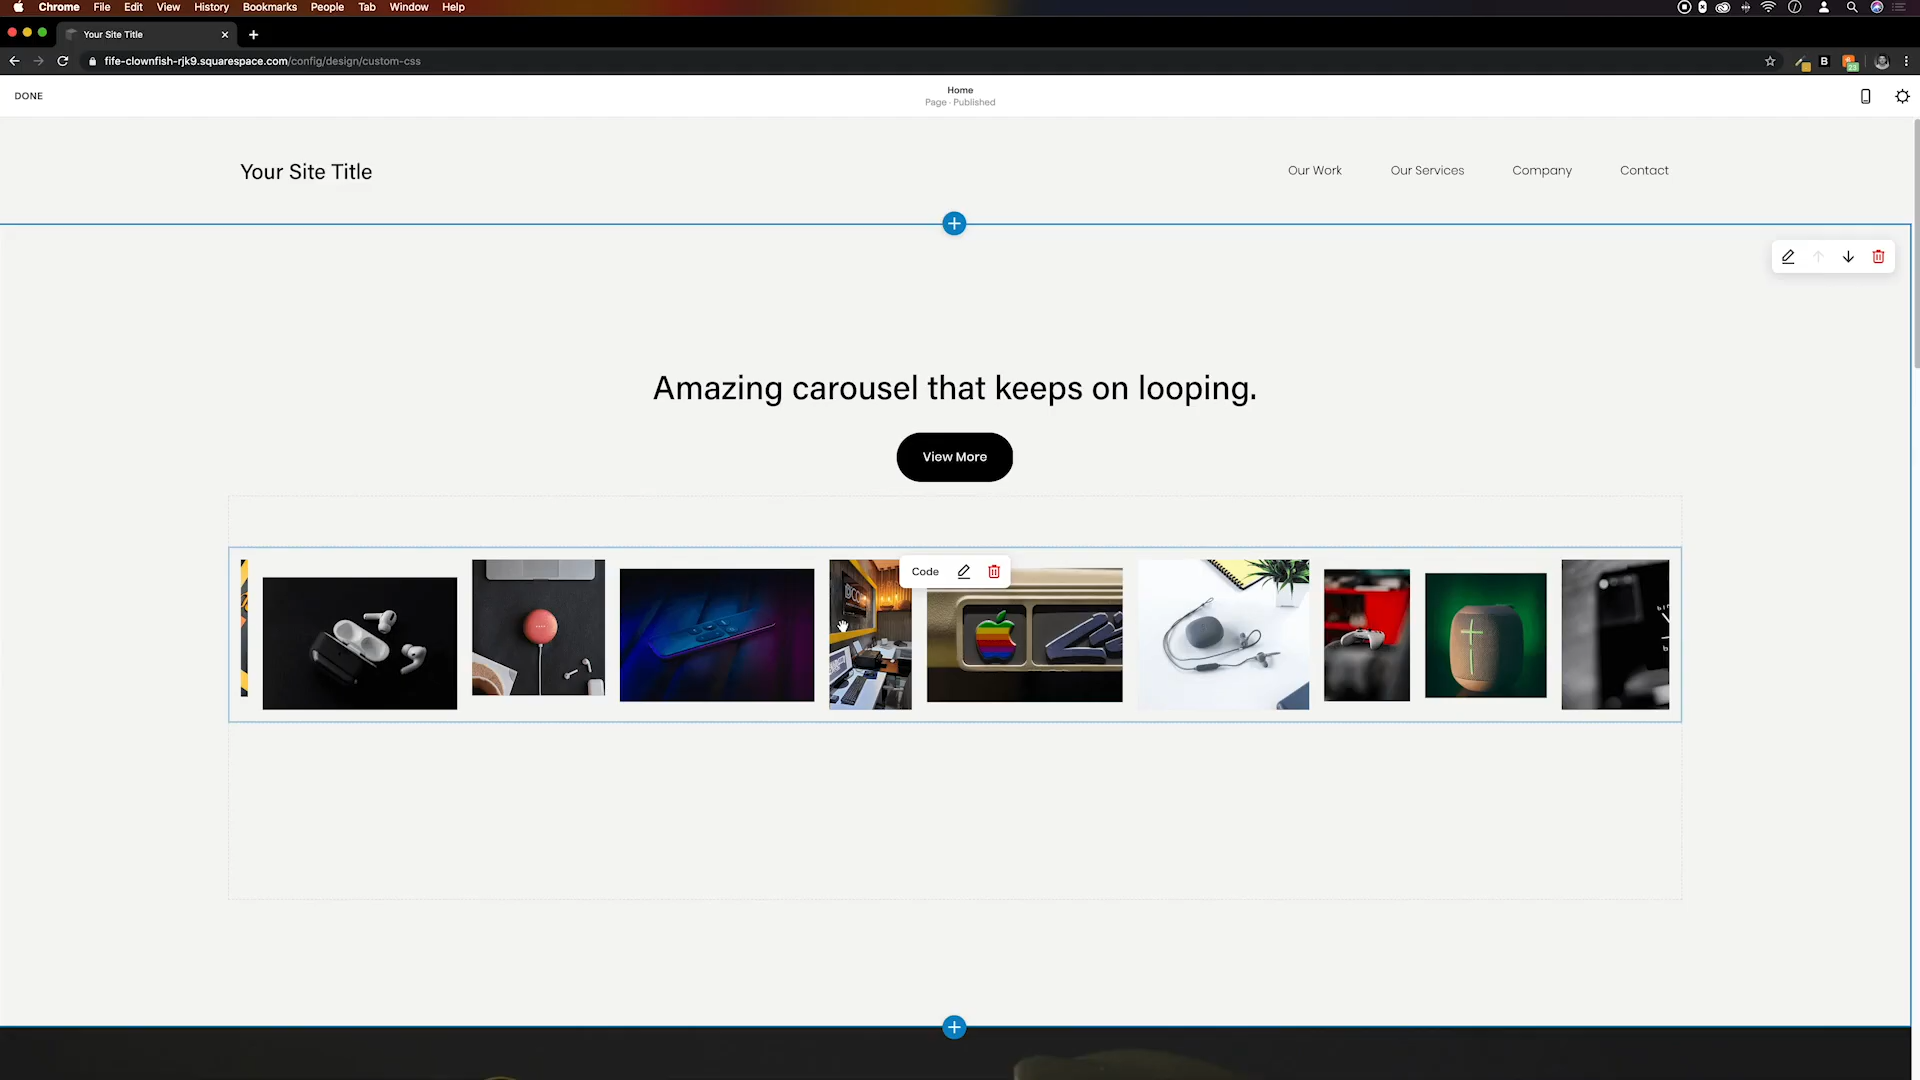 Chrome File Edit View History Bookmarks People Tab Window Help
Your Site Title
fife-clownfish-rjk9.squarespace.com/config/design/custom-css
B
23
DONE
Home
Page · Published
Your Site Title
Our Work Our Services Company Contact
Amazing carousel that keeps on looping.
View More
Code